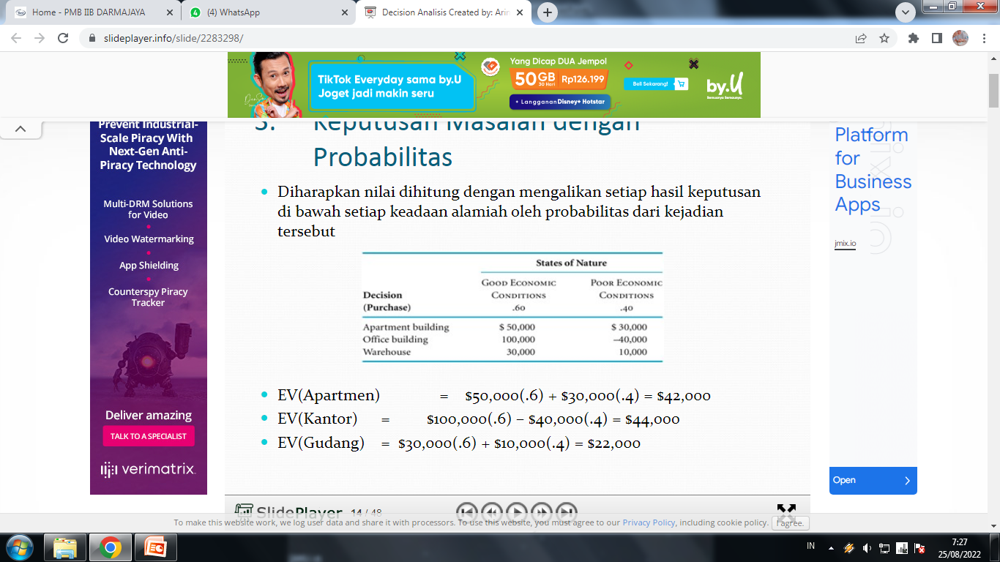 Home - PMB IIB DARMAJAYA
(4) WhatsApp
Decision Analisis Created by: Arin
slideplayer.info/slide/2283298/
TikTok Everyday sama by.U
Joget jadi makin seru
Yang Dicap DUA Jempol
50GB
30 Hari
Rp126.199
• Langganan Disney+ Hotstar
Beli Sekarang!
by.U
Semuanya Semaunya.
Prevent Industrial-
Scale Piracy With
Next-Gen Anti-
Piracy Technology
Multi-DRM Solutions
for Video
Video Watermarking
App Shielding
Counterspy Piracy
Tracker
Deliver amazing
TALK TO A SPECIALIST
verimatrix
3. Keputusan Masalah dengan
Probabilitas
• Diharapkan nilai dihitung dengan mengalikan setiap hasil keputusan
di bawah setiap keadaan alamiah oleh probabilitas dari kejadian
tersebut
States of Nature
Good Economic Poor Economic
Decision Conditions Conditions
(Purchase) .60 .40
Apartment building $ 50,000 $ 30,000
Office building 100,000 –40,000
Warehouse 30,000 10,000
• EV(Apartmen) = $50,000(.6) + $30,000(.4) = $42,000
• EV(Kantor) = $100,000(.6) – $40,000(.4) = $44,000
• EV(Gudang) = $30,000(.6) + $10,000(.4) = $22,000
SlidePlayer 14 / 48
Platform
for
Business
Apps
jmix.io
Open
To make this website work, we log user data and share it with processors. To use this website, you must agree to our Privacy Policy, including cookie policy.
I agree.
IN
7:27
25/08/2022